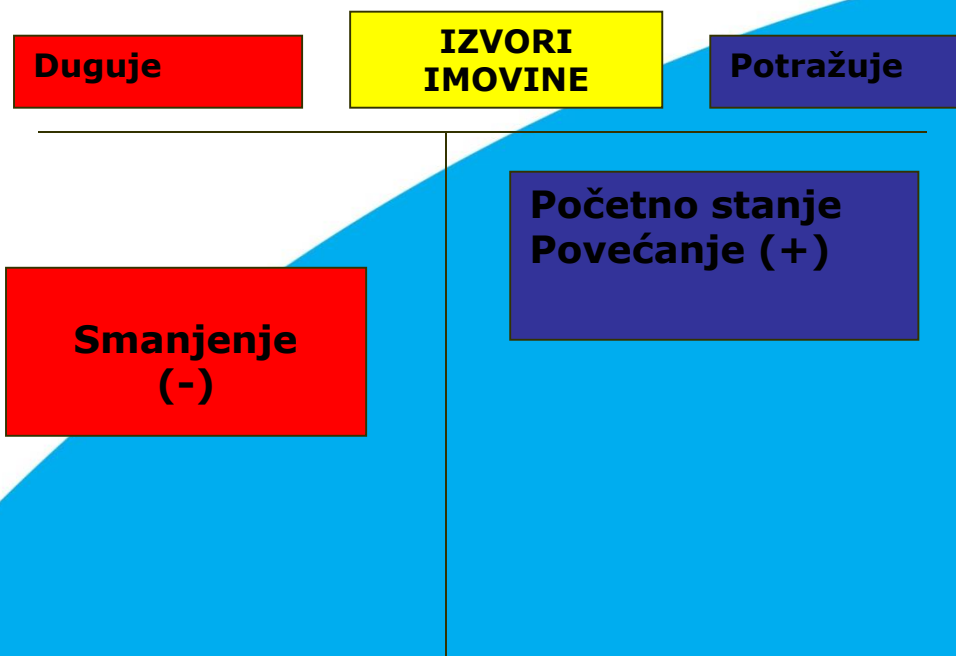 Duguje
IZVORI
IMOVINE
Potražuje
Početno stanje
Povećanje (+)
Smanjenje
(-)